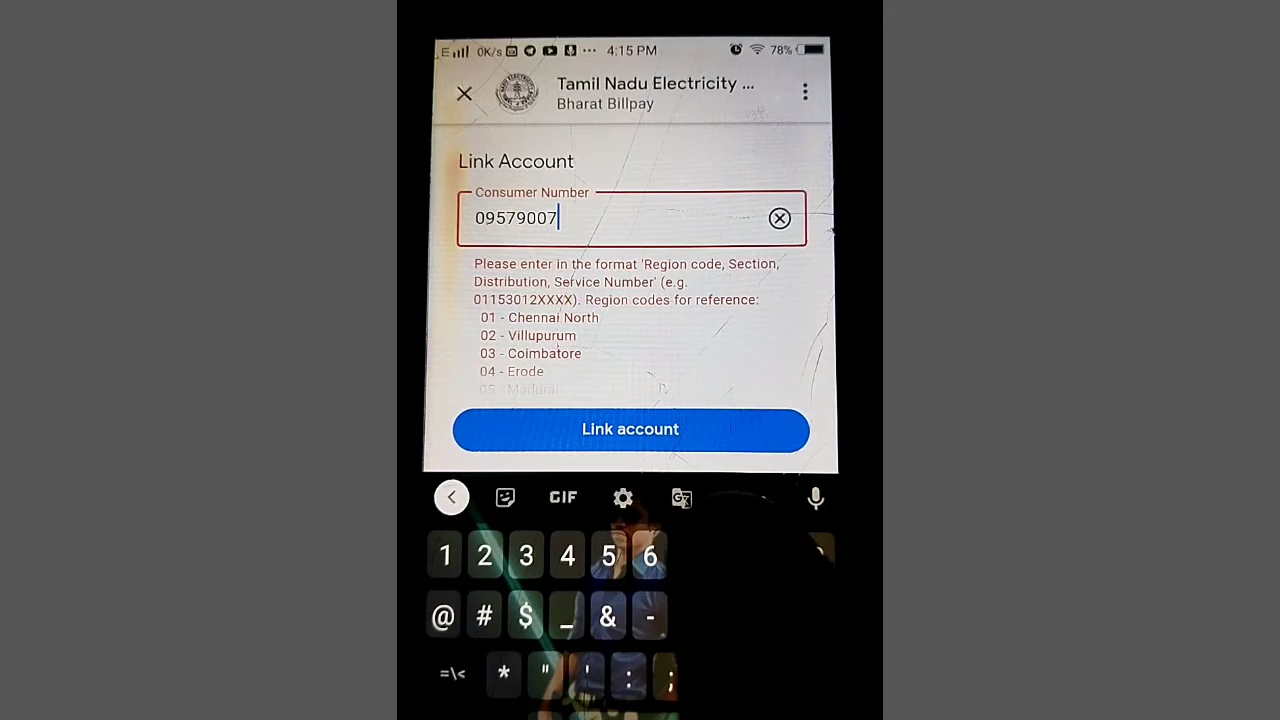 E 0K/s ... 4:15 PM 78%
Tamil Nadu Electricity ...
Bharat Billpay
Link Account
Consumer Number
09579007
Please enter in the format 'Region code, Section,
Distribution, Service Number' (e.g.
01153012XXXX). Region codes for reference:
01 - Chennai North
02 - Villupurum
03 - Coimbatore
04 - Erode
05 - Madurai
Link account
GIF
1 2 3 4 5 6
@ # $ _ & -
=\< * " ' : ;